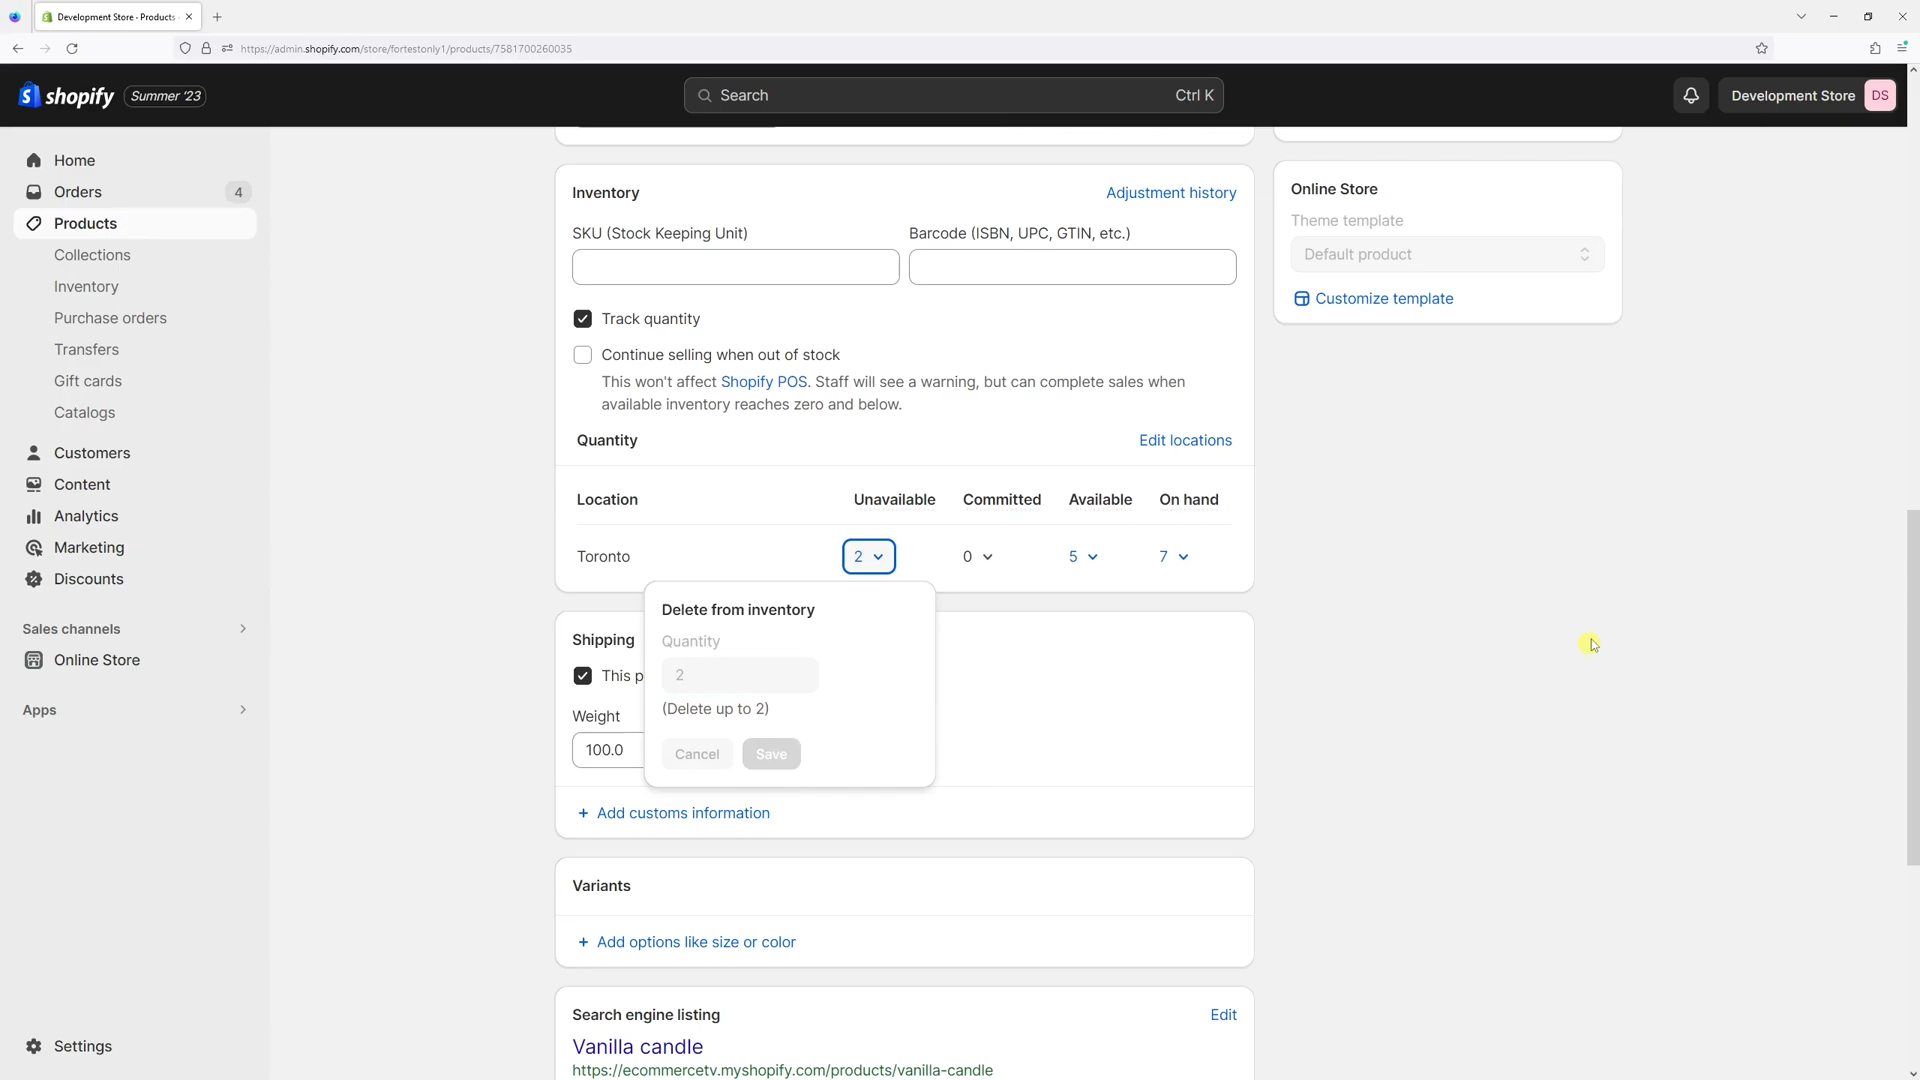 Development Store · Products ·
https://admin.shopify.com/store/fortestonly1/products/7581700260035
shopify
Summer '23
Search
Ctrl K
Development Store
DS
Home
Orders
4
Products
Collections
Inventory
Purchase orders
Transfers
Gift cards
Catalogs
Customers
Content
Analytics
Marketing
Discounts
Sales channels
Online Store
Apps
Settings
Inventory
Adjustment history
SKU (Stock Keeping Unit)
Barcode (ISBN, UPC, GTIN, etc.)
Track quantity
Continue selling when out of stock
This won't affect Shopify POS. Staff will see a warning, but can complete sales when
available inventory reaches zero and below.
Quantity
Edit locations
Location
Unavailable
Committed
Available
On hand
Toronto
2
0
5
7
Delete from inventory
Quantity
2
(Delete up to 2)
Cancel
Save
Shipping
This p
Weight
100.0
+ Add customs information
Variants
+ Add options like size or color
Search engine listing
Edit
Vanilla candle
https://ecommercetv.myshopify.com/products/vanilla-candle
Online Store
Theme template
Default product
Customize template